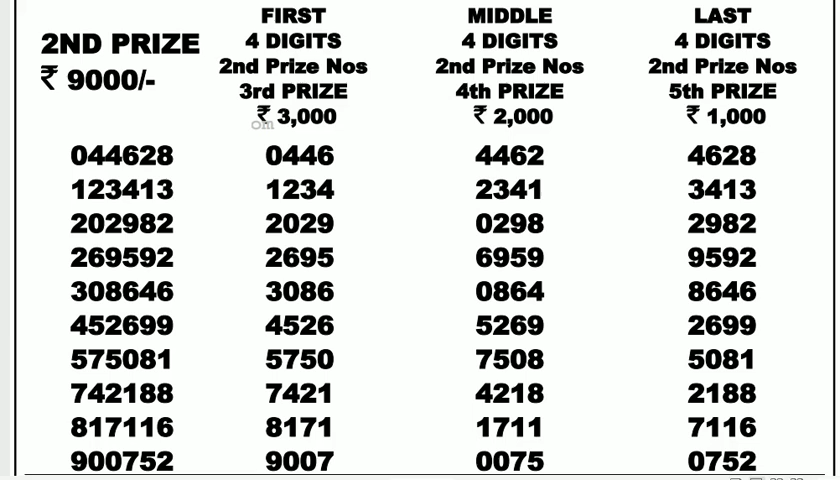 2ND PRIZE
₹ 9000/-
FIRST
4 DIGITS
2nd Prize Nos
3rd PRIZE
₹ 3,000
MIDDLE
4 DIGITS
2nd Prize Nos
4th PRIZE
₹ 2,000
LAST
4 DIGITS
2nd Prize Nos
5th PRIZE
₹ 1,000
om
044628 0446 4462 4628
123413 1234 2341 3413
202982 2029 0298 2982
269592 2695 6959 9592
308646 3086 0864 8646
452699 4526 5269 2699
575081 5750 7508 5081
742188 7421 4218 2188
817116 8171 1711 7116
900752 9007 0075 0752